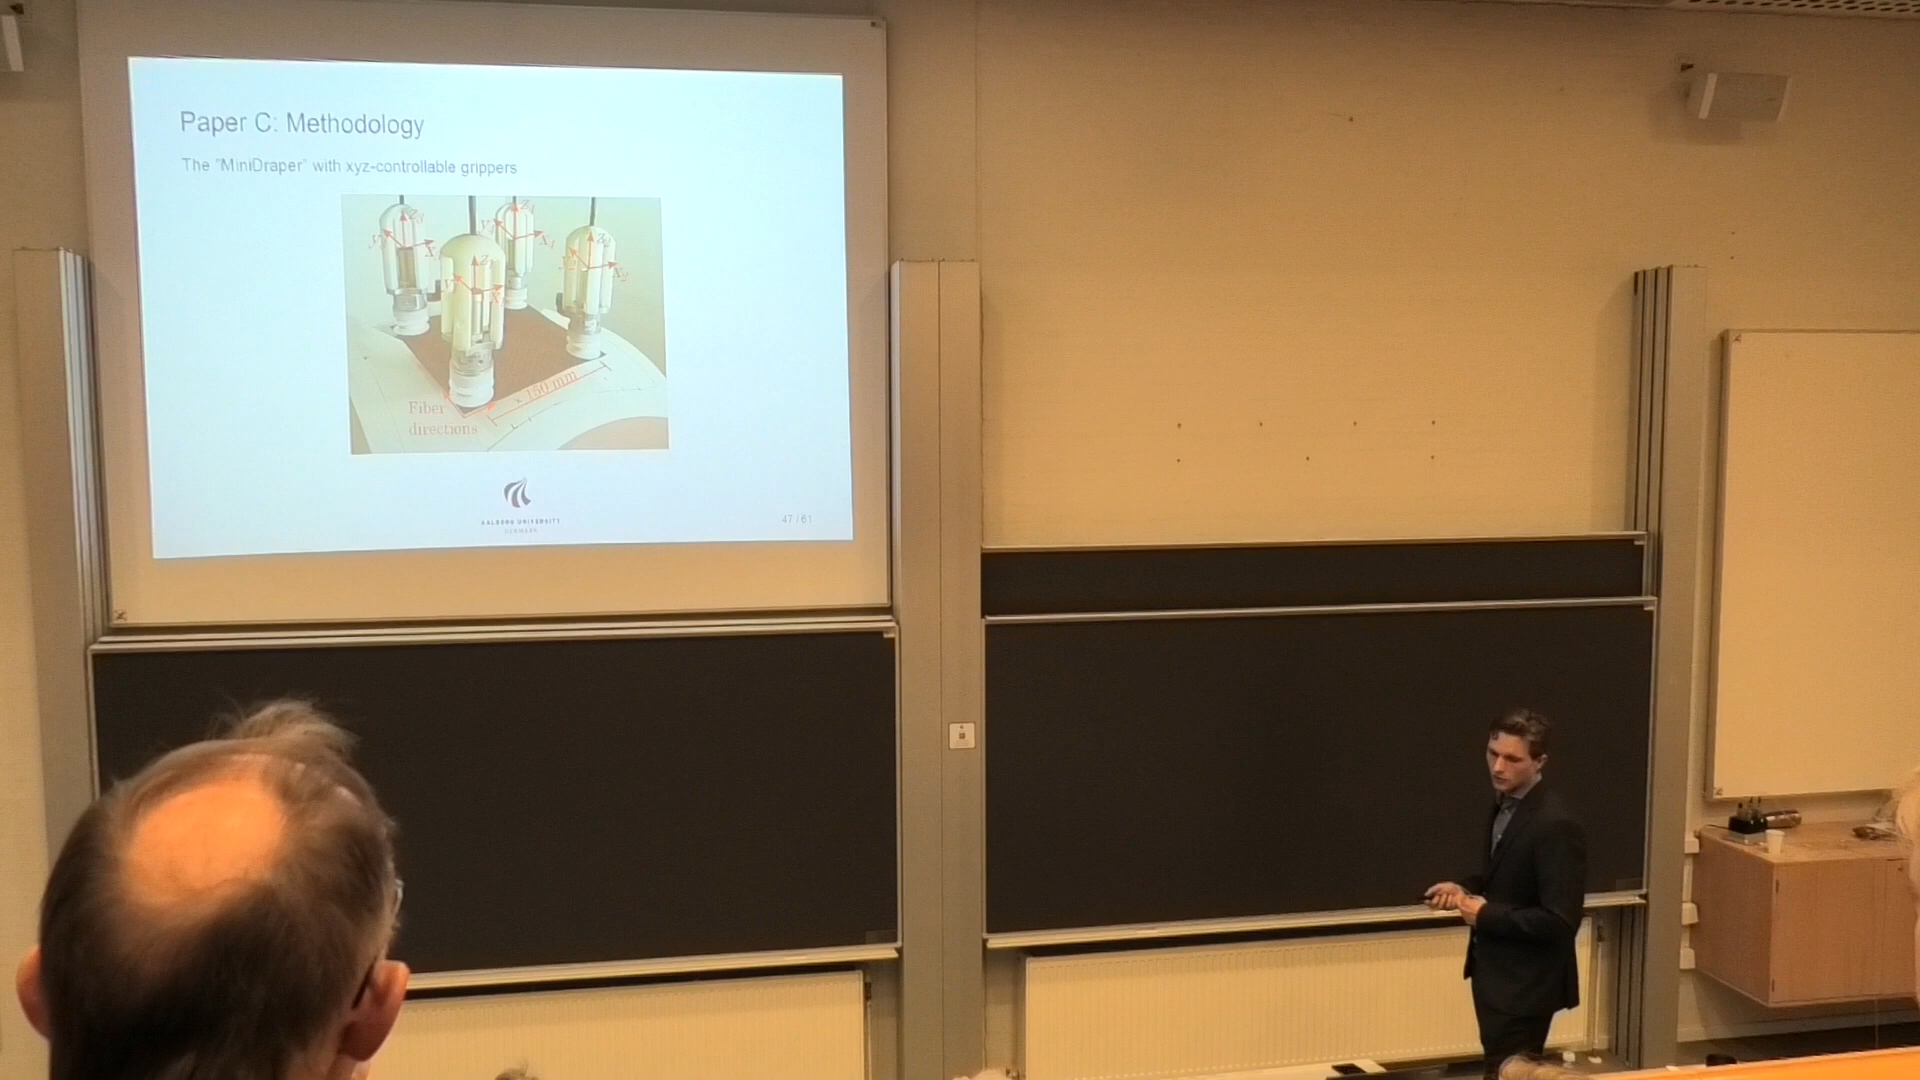 Paper C: Methodology
The "MiniDraper" with xyz-controllable grippers
150 mm
Fiber
directions
AALBORG UNIVERSITY
DENMARK
47 / 61